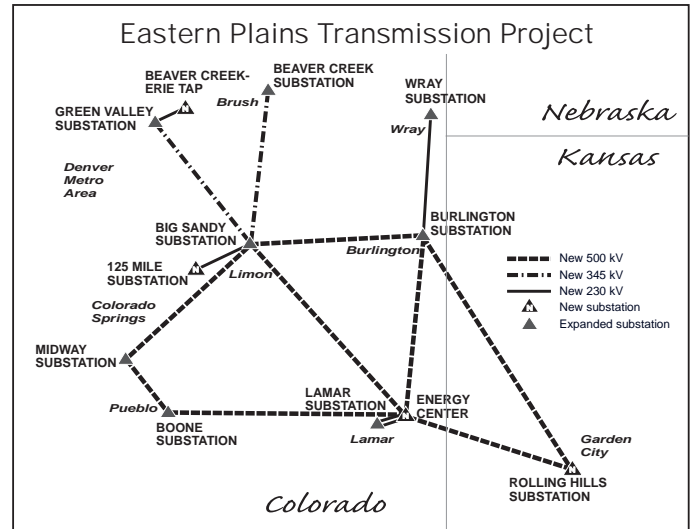 Eastern Plains Transmission Project
BEAVER CREEK-
ERIE TAP
BEAVER CREEK
SUBSTATION
WRAY
SUBSTATION
Brush
GREEN VALLEY
SUBSTATION
Nebraska
Wray
Kansas
Denver
Metro
Area
BIG SANDY
SUBSTATION
BURLINGTON
SUBSTATION
Burlington
125 MILE
SUBSTATION
Limon
New 500 kV
New 345 kV
New 230 kV
N New substation
Expanded substation
Colorado
Springs
MIDWAY
SUBSTATION
LAMAR
SUBSTATION
ENERGY
CENTER
Pueblo
BOONE
SUBSTATION
Lamar
Garden
City
ROLLING HILLS
SUBSTATION
Colorado